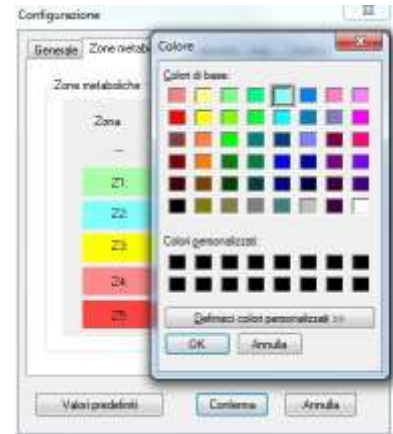 Configurazione
Generale Zone metab
Zone metaboliche
Zona
---
Z1:
Z2:
Z3:
Z4:
Z5:
Valori predefiniti Conferma Annulla
Colore
Colori di base:
Colori personalizzati:
Definisci colori personalizzati >>
OK Annulla